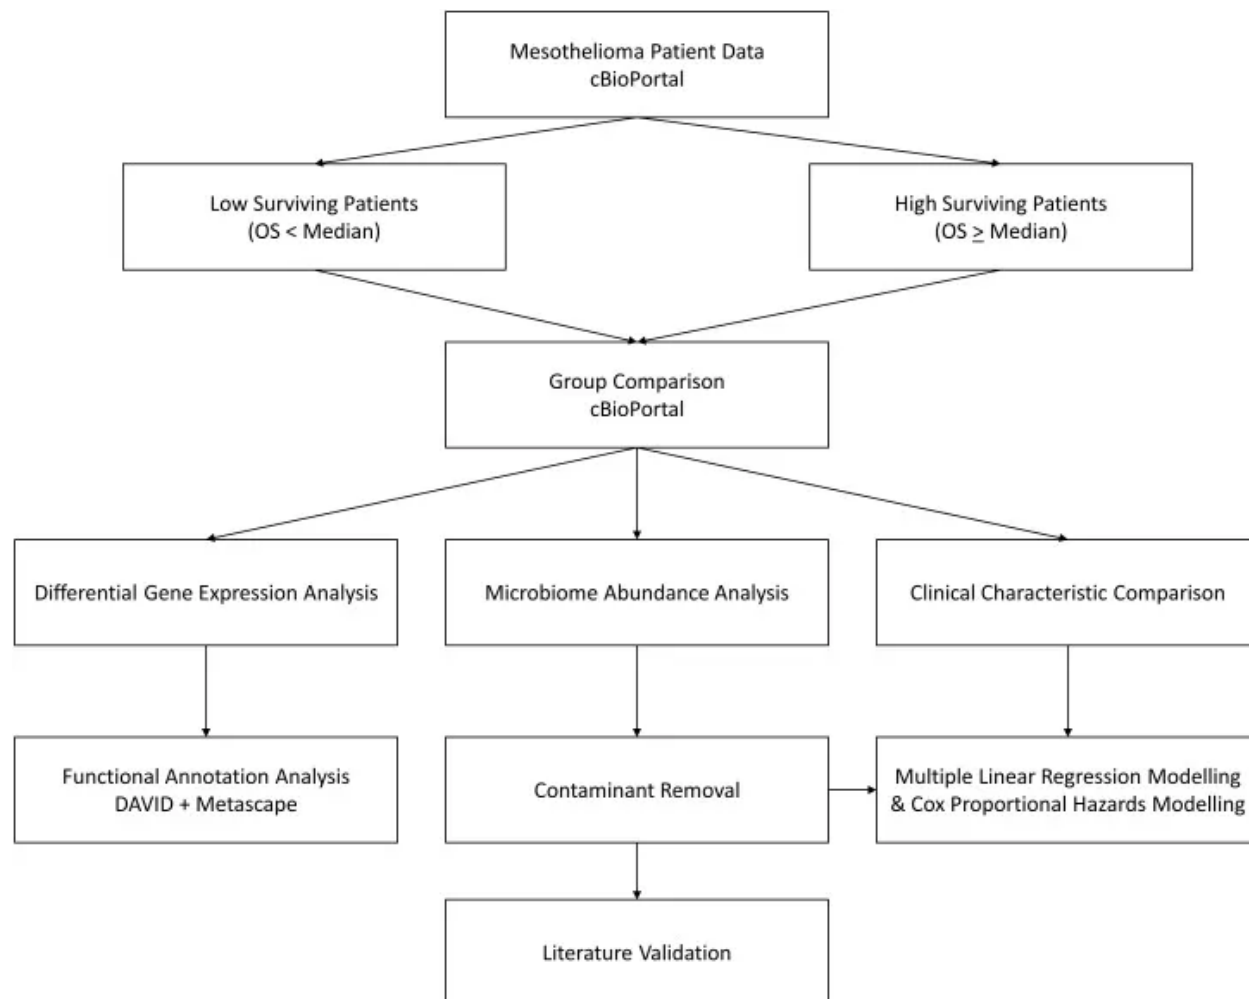 Mesothelioma Patient Data
cBioPortal
Low Surviving Patients
(OS < Median)
High Surviving Patients
(OS ≥ Median)
Group Comparison
cBioPortal
Differential Gene Expression Analysis
Microbiome Abundance Analysis
Clinical Characteristic Comparison
Functional Annotation Analysis
DAVID + Metascape
Contaminant Removal
Multiple Linear Regression Modelling
& Cox Proportional Hazards Modelling
Literature Validation